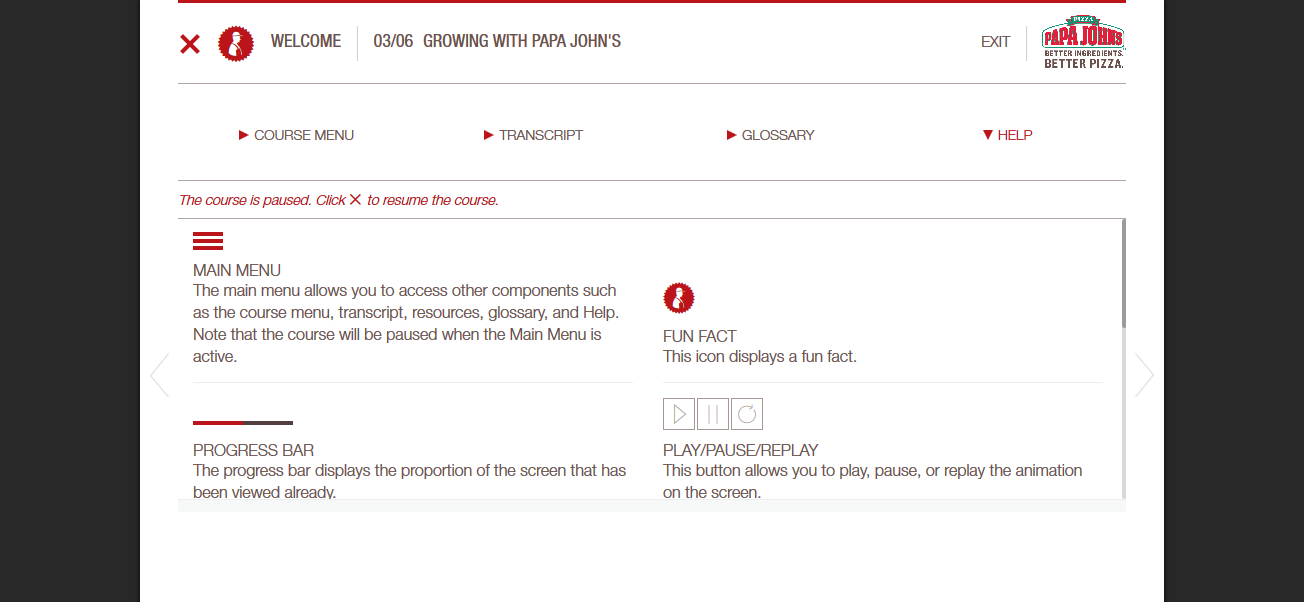 WELCOME
03/06 GROWING WITH PAPA JOHN'S
EXIT
PIZZA
PAPA JOHNS
BETTER INGREDIENTS.
BETTER PIZZA.
COURSE MENU
TRANSCRIPT
GLOSSARY
HELP
The course is paused. Click to resume the course.
MAIN MENU
The main menu allows you to access other components such
as the course menu, transcript, resources, glossary, and Help.
Note that the course will be paused when the Main Menu is
active.
FUN FACT
This icon displays a fun fact.
PROGRESS BAR
The progress bar displays the proportion of the screen that has
been viewed already.
PLAY/PAUSE/REPLAY
This button allows you to play, pause, or replay the animation
on the screen.